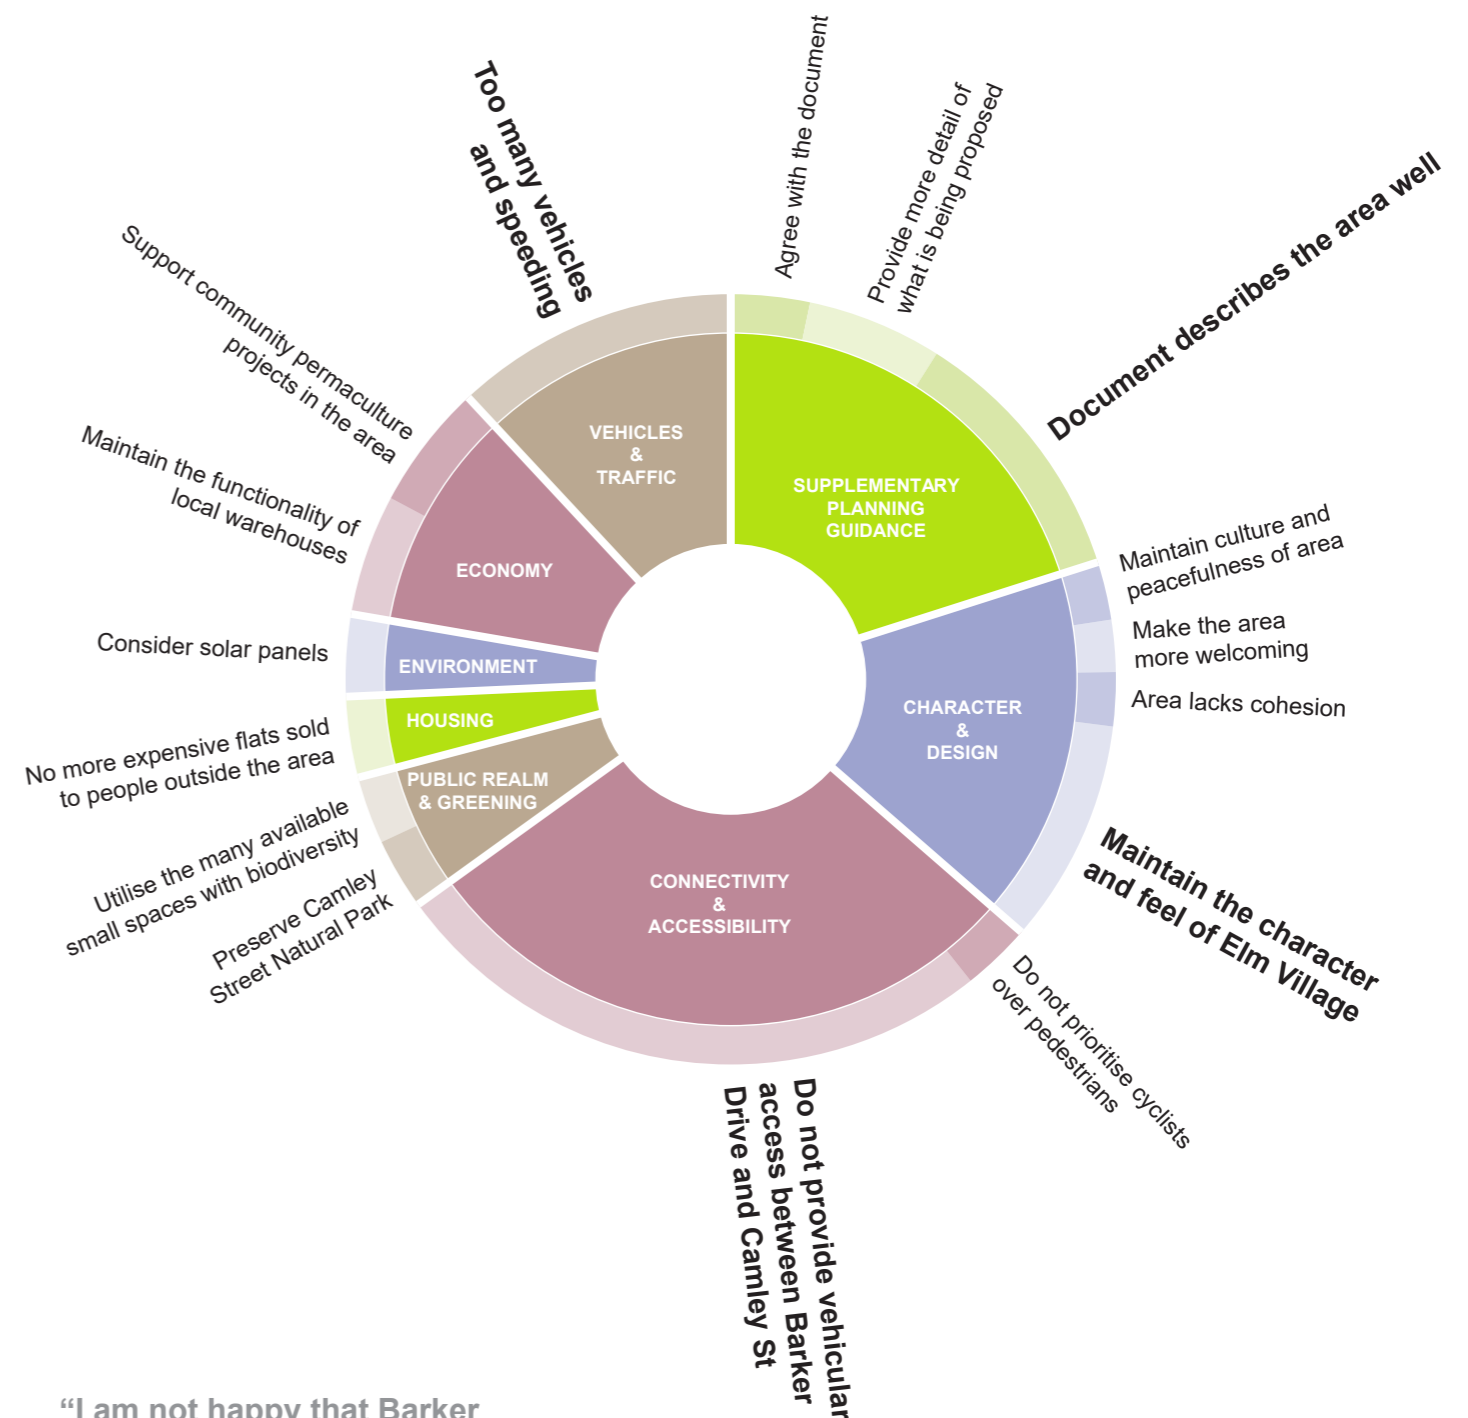 Too many vehicles
and speeding
Agree with the document
Provide more detail of
what is being proposed
Document describes the area well
Support community permaculture
projects in the area
Maintain the functionality of
local warehouses
Consider solar panels
No more expensive flats sold
to people outside the area
Utilise the many available
small spaces with biodiversity
Preserve Camley
Street Natural Park
VEHICLES
&
TRAFFIC
SUPPLEMENTARY
PLANNING
GUIDANCE
ECONOMY
ENVIRONMENT
HOUSING
PUBLIC REALM
& GREENING
CHARACTER
&
DESIGN
CONNECTIVITY
&
ACCESSIBILITY
Maintain culture and
peacefulness of area
Make the area
more welcoming
Area lacks cohesion
Maintain the character
and feel of Elm Village
Do not prioritise cyclists
over pedestrians
Do not provide vehicular
access between Barker
Drive and Camley St
“I am not happy that Barker